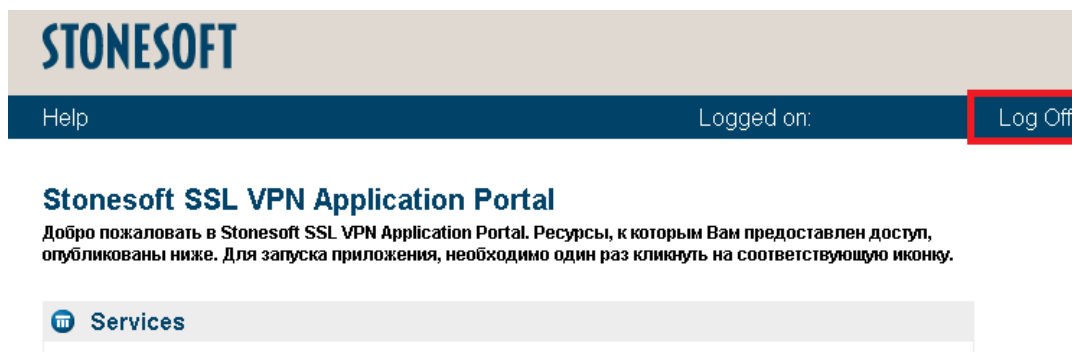 STONESOFT
Help Logged on: Log Off
Stonesoft SSL VPN Application Portal
Добро пожаловать в Stonesoft SSL VPN Application Portal. Ресурсы, к которым Вам предоставлен доступ,
опубликованы ниже. Для запуска приложения, необходимо один раз кликнуть на соответствующую иконку.
Services